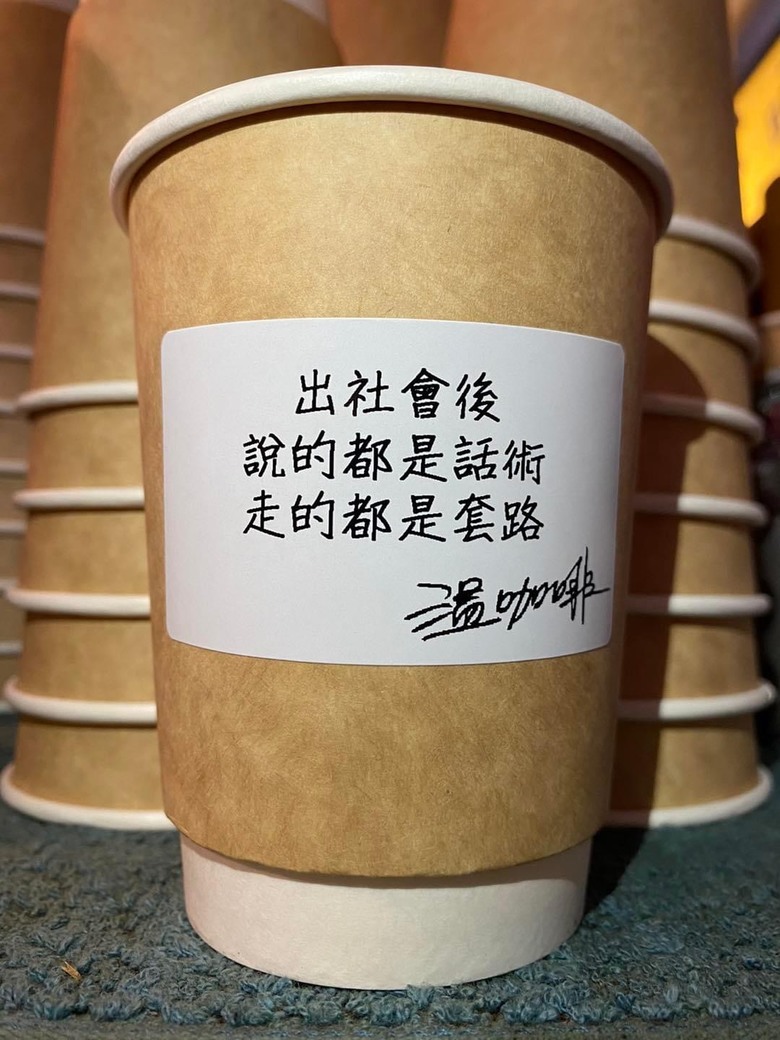 出社會後
說的都是話術
走的都是套路
溫咖啡